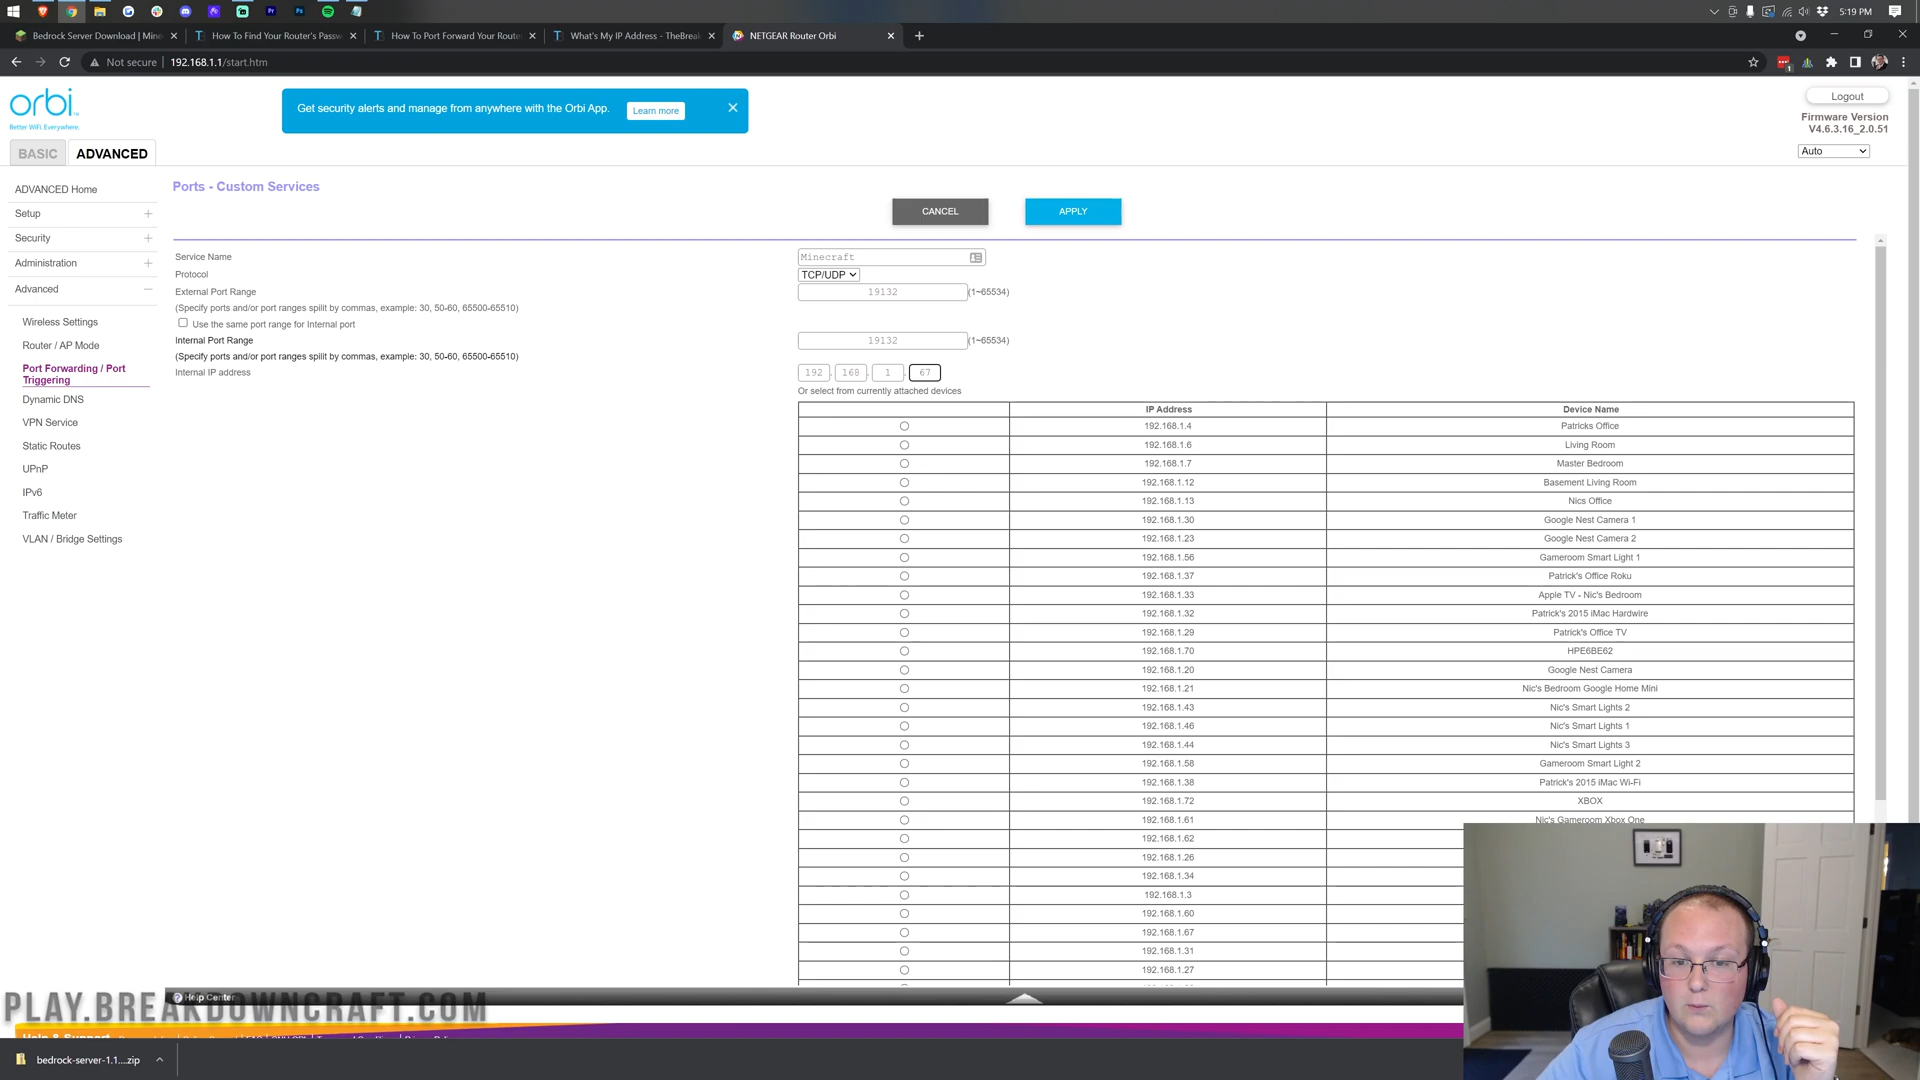 5:19 PM
Bedrock Server Download | Mine
How To Find Your Router's Passw
How To Port Forward Your Route
What's My IP Address - TheBreak
NETGEAR Router Orbi
Not secure | 192.168.1.1/start.htm
orbi
Better WiFi. Everywhere.
Get security alerts and manage from anywhere with the Orbi App. Learn more
Logout
Firmware Version
V4.6.3.16_2.0.51
Auto
BASIC ADVANCED
ADVANCED Home
Setup
Security
Administration
Advanced
Wireless Settings
Router / AP Mode
Port Forwarding / Port
Triggering
Dynamic DNS
VPN Service
Static Routes
UPnP
IPv6
Traffic Meter
VLAN / Bridge Settings
Ports - Custom Services
CANCEL APPLY
Service Name Minecraft
Protocol TCP/UDP
External Port Range 19132 (1~65534)
(Specify ports and/or port ranges spilit by commas, example: 30, 50-60, 65500-65510)
Use the same port range for Internal port
Internal Port Range 19132 (1~65534)
(Specify ports and/or port ranges spilit by commas, example: 30, 50-60, 65500-65510)
Internal IP address 192 . 168 . 1 . 67
Or select from currently attached devices
IP Address Device Name
192.168.1.4 Patricks Office
192.168.1.6 Living Room
192.168.1.7 Master Bedroom
192.168.1.12 Basement Living Room
192.168.1.13 Nics Office
192.168.1.30 Google Nest Camera 1
192.168.1.23 Google Nest Camera 2
192.168.1.56 Gameroom Smart Light 1
192.168.1.37 Patrick's Office Roku
192.168.1.33 Apple TV - Nic's Bedroom
192.168.1.32 Patrick's 2015 iMac Hardwire
192.168.1.29 Patrick's Office TV
192.168.1.70 HPE6BE62
192.168.1.20 Google Nest Camera
192.168.1.21 Nic's Bedroom Google Home Mini
192.168.1.43 Nic's Smart Lights 2
192.168.1.46 Nic's Smart Lights 1
192.168.1.44 Nic's Smart Lights 3
192.168.1.58 Gameroom Smart Light 2
192.168.1.38 Patrick's 2015 iMac Wi-Fi
192.168.1.72 XBOX
192.168.1.61 Nic's Gameroom Xbox One
192.168.1.62
192.168.1.26
192.168.1.34
192.168.1.3
192.168.1.60
192.168.1.67
192.168.1.31
192.168.1.27
Help Center
PLAY.BREAKDOWNCRAFT.COM
Help & Support
bedrock-server-1.1....zip